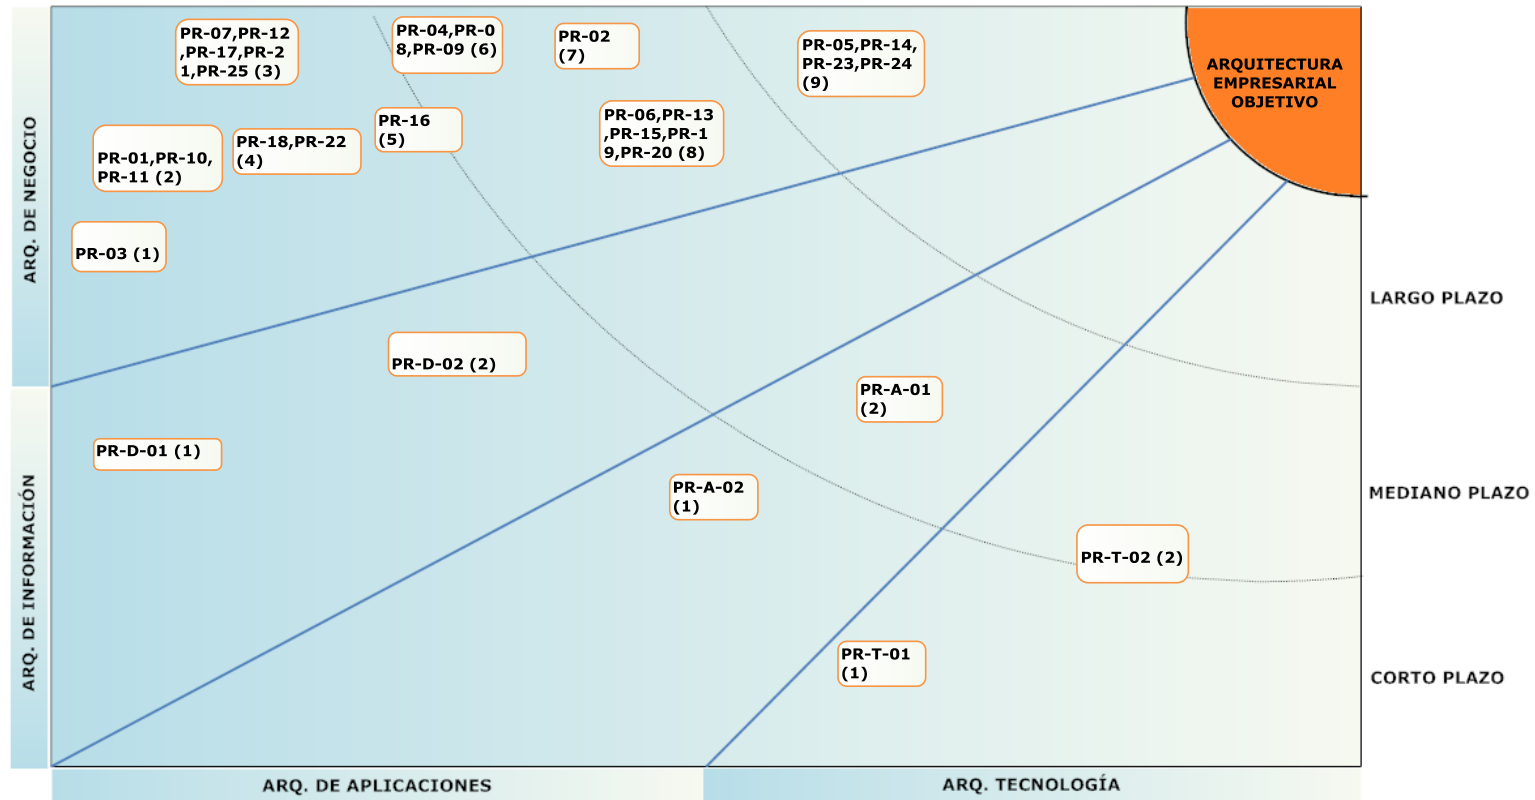 PR-07,PR-12
,PR-17,PR-2
1,PR-25 (3)
PR-04,PR-0
8,PR-09 (6)
PR-02
(7)
PR-05,PR-14,
PR-23,PR-24
(9)
ARQUITECTURA
EMPRESARIAL
OBJETIVO
PR-01,PR-10,
PR-11 (2)
PR-18,PR-22
(4)
PR-16
(5)
PR-06,PR-13
,PR-15,PR-1
9,PR-20 (8)
PR-03 (1)
ARQ. DE NEGOCIO
LARGO PLAZO
PR-D-02 (2)
PR-A-01
(2)
PR-D-01 (1)
PR-A-02
(1)
MEDIANO PLAZO
PR-T-02 (2)
ARQ. DE INFORMACIÓN
PR-T-01
(1)
CORTO PLAZO
ARQ. DE APLICACIONES
ARQ. TECNOLOGÍA